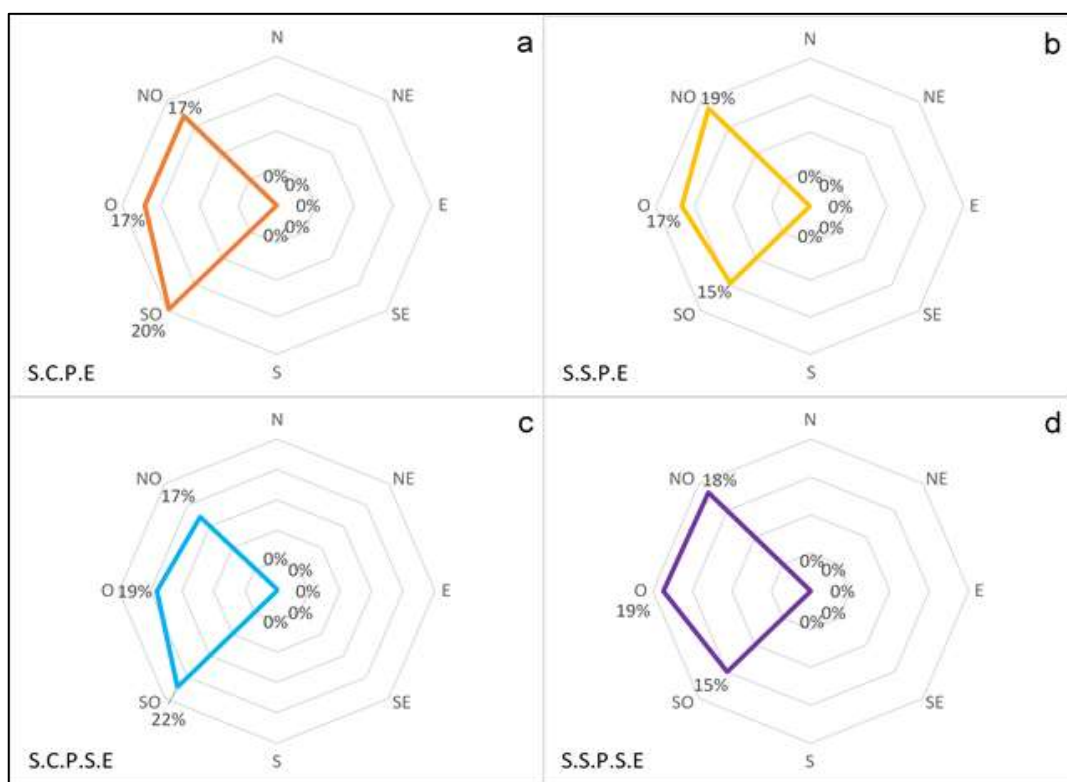 a
N
NO
NE
17%
0%
0%
O
0%
E
17%
0%
0%
SO
SE
20%
S
S.C.P.E
b
N
NO
19%
NE
0%
0%
O
0%
E
17%
0%
0%
15%
SO
SE
S
S.S.P.E
c
N
NO
NE
17%
0%
0%
O
19%
0%
E
0%
0%
SO
SE
22%
S
S.C.P.S.E
d
N
NO
18%
NE
0%
0%
O
0%
E
19%
0%
0%
15%
SO
SE
S
S.S.P.S.E